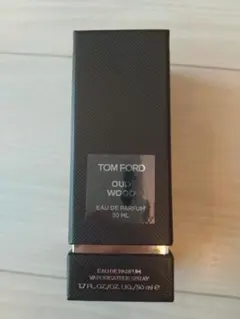 TOM FORD
OUD
WOOD
EAU DE PARFUM
50 ML
EAU DE PARFUM
VAPORISATEUR SPRAY
1.7 FL.OZ./OZ. LIQ./50 ml e